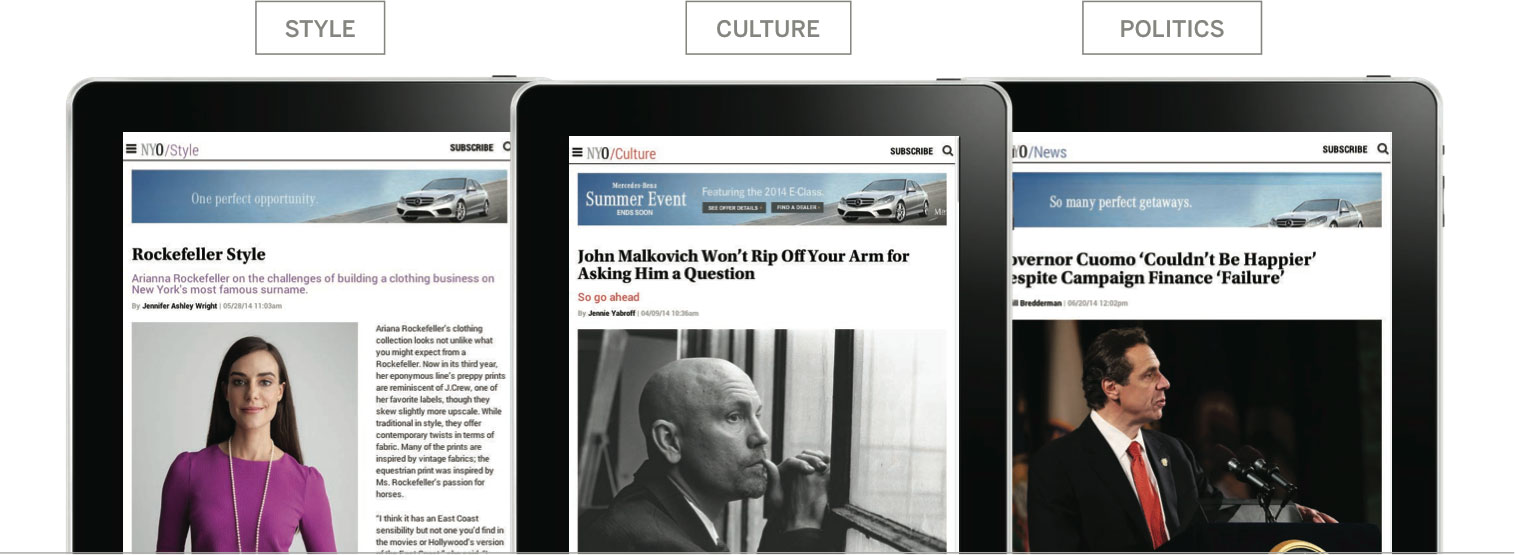 STYLE
CULTURE
POLITICS
NYO/Style
SUBSCRIBE
One perfect opportunity.
Rockefeller Style
Arianna Rockefeller on the challenges of building a clothing business on
New York's most famous surname.
By Jennifer Ashley Wright | 05/28/14 11:03am
Ariana Rockefeller's clothing
collection looks not unlike what
you might expect from a
Rockefeller. Now in its third year,
her eponymous line's preppy prints
are reminiscent of J.Crew, one of
her favorite labels, though they
skew slightly more upscale. While
traditional in style, they offer
contemporary twists in terms of
fabric. Many of the prints are
inspired by vintage fabrics; the
equestrian print was inspired by
Ms. Rockefeller's passion for
horses.
"I think it has an East Coast
sensibility but not one you'd find in
the movies or Hollywood's version
NYO/Culture
SUBSCRIBE
Mercedes-Benz
Summer Event
ENDS SOON
Featuring the 2014 E-Class.
SEE OFFER DETAILS ›
FIND A DEALER ›
John Malkovich Won't Rip Off Your Arm for
Asking Him a Question
So go ahead
By Jennie Yabroff | 04/09/14 10:36am
YO/News
SUBSCRIBE
So many perfect getaways.
overnor Cuomo 'Couldn't Be Happier'
espite Campaign Finance 'Failure'
ill Bredderman | 06/20/14 12:02pm